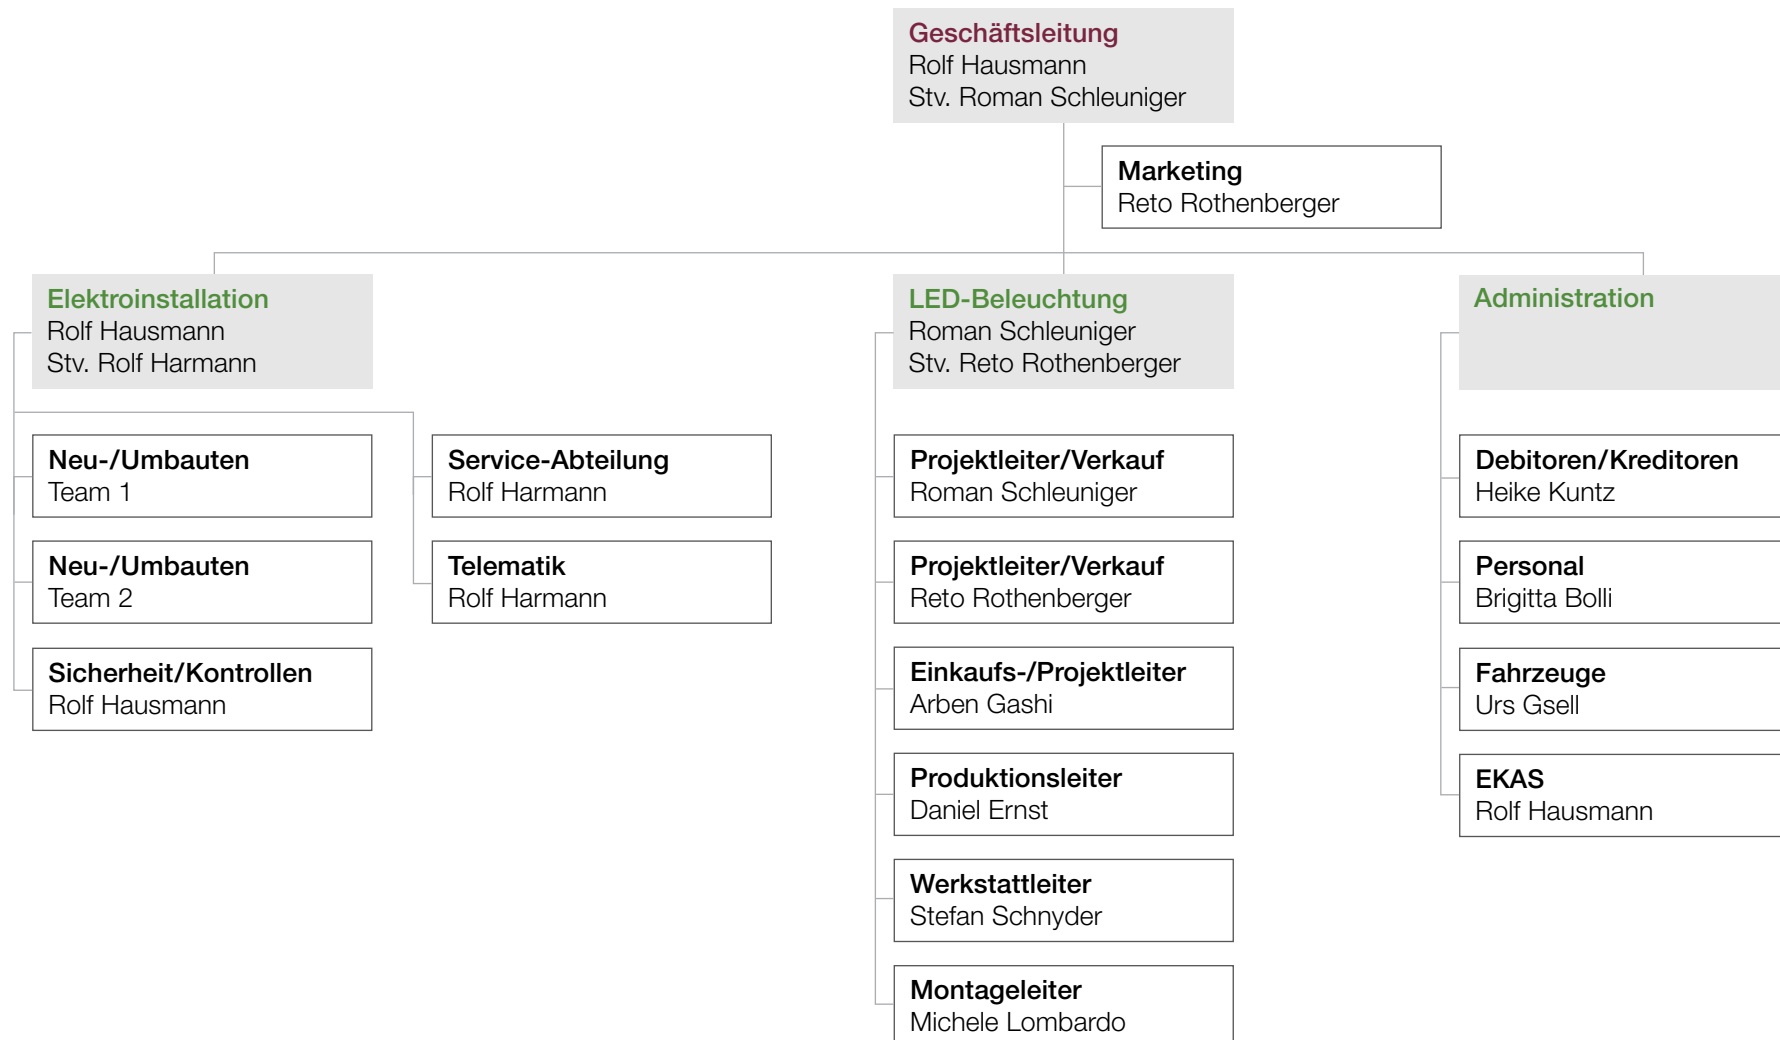 Geschäftsleitung
Rolf Hausmann
Stv. Roman Schleuniger
Marketing
Reto Rothenberger
Elektroinstallation
Rolf Hausmann
Stv. Rolf Harmann
Neu-/Umbauten
Team 1
Neu-/Umbauten
Team 2
Sicherheit/Kontrollen
Rolf Hausmann
Service-Abteilung
Rolf Harmann
Telematik
Rolf Harmann
LED-Beleuchtung
Roman Schleuniger
Stv. Reto Rothenberger
Projektleiter/Verkauf
Roman Schleuniger
Projektleiter/Verkauf
Reto Rothenberger
Einkaufs-/Projektleiter
Arben Gashi
Produktionsleiter
Daniel Ernst
Werkstattleiter
Stefan Schnyder
Montageleiter
Michele Lombardo
Administration
Debitoren/Kreditoren
Heike Kuntz
Personal
Brigitta Bolli
Fahrzeuge
Urs Gsell
EKAS
Rolf Hausmann